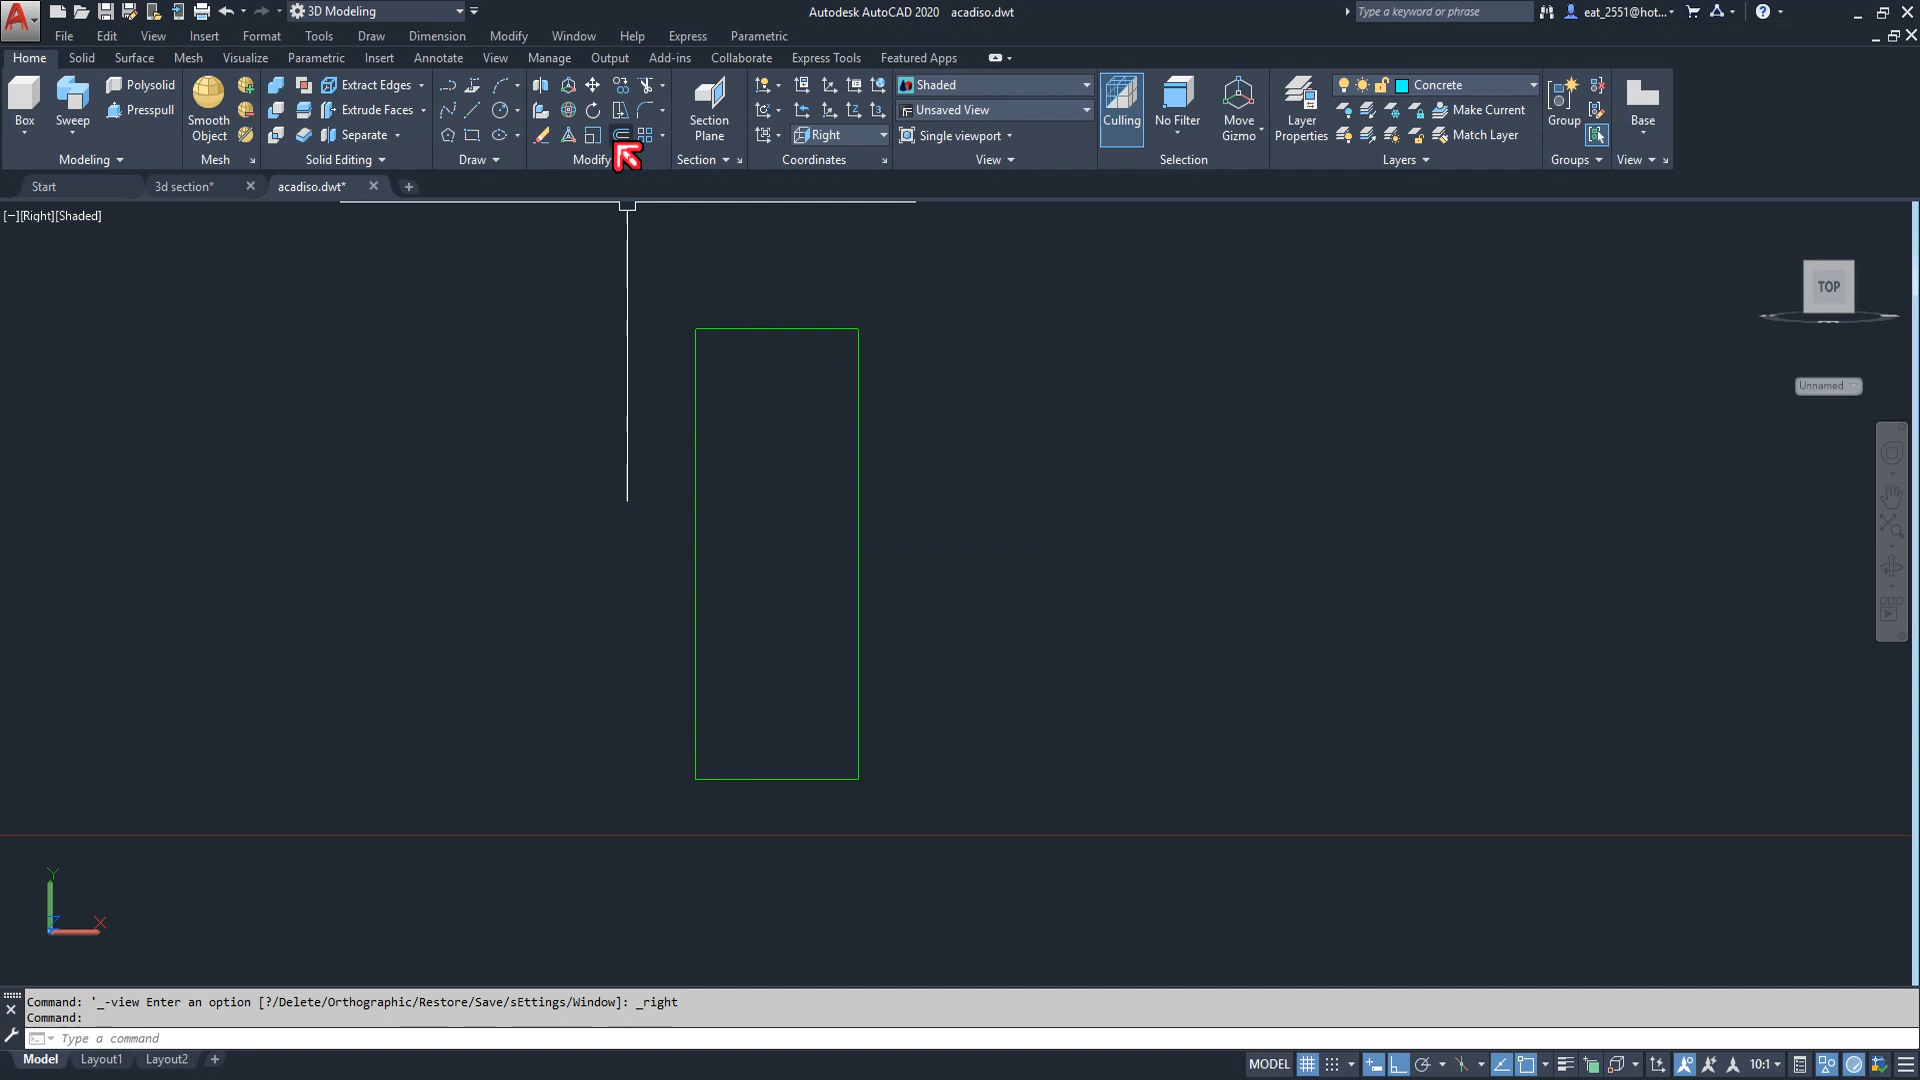 3D Modeling
Autodesk AutoCAD 2020 acadiso.dwt
Type a keyword or phrase
eat_2551@hot...
File Edit View Insert Format Tools Draw Dimension Modify Window Help Express Parametric
Home Solid Surface Mesh Visualize Parametric Insert Annotate View Manage Output Add-ins Collaborate Express Tools Featured Apps
Box
Sweep
Polysolid
Presspull
Modeling
Smooth
Object
Mesh
Extract Edges
Extrude Faces
Separate
Solid Editing
Draw
Modify
Section
Plane
Section
Right
Coordinates
Shaded
Unsaved View
Single viewport
View
Culling
No Filter
Move
Gizmo
Selection
Layer
Properties
Concrete
Make Current
Match Layer
Layers
Group
Groups
Base
View
Start 3d section* acadiso.dwt*
[−][Right][Shaded]
TOP
Unnamed
Y
X
Z
Command: '_-view Enter an option [?/Delete/Orthographic/Restore/Save/sEttings/Window]: _right
Command:
Type a command
Model Layout1 Layout2
MODEL
10:1